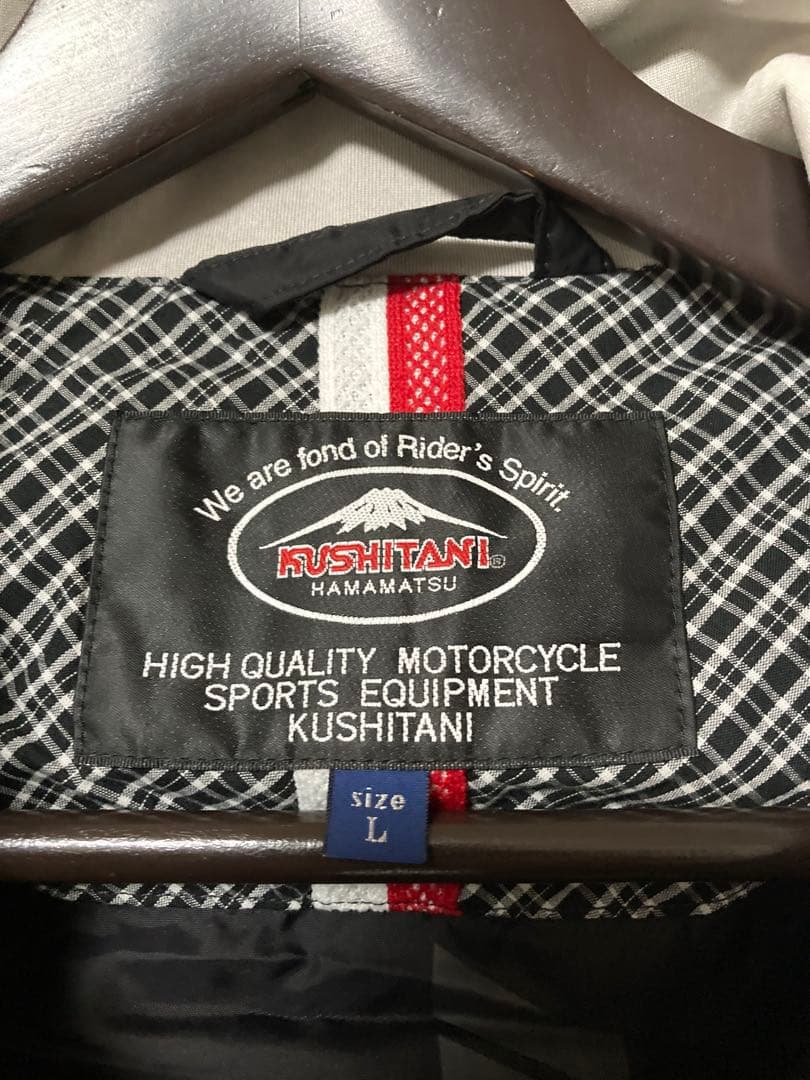 We are fond of Rider's Spirit.
KUSHITANI®
HAMAMATSU
HIGH QUALITY MOTORCYCLE
SPORTS EQUIPMENT
KUSHITANI
size
L